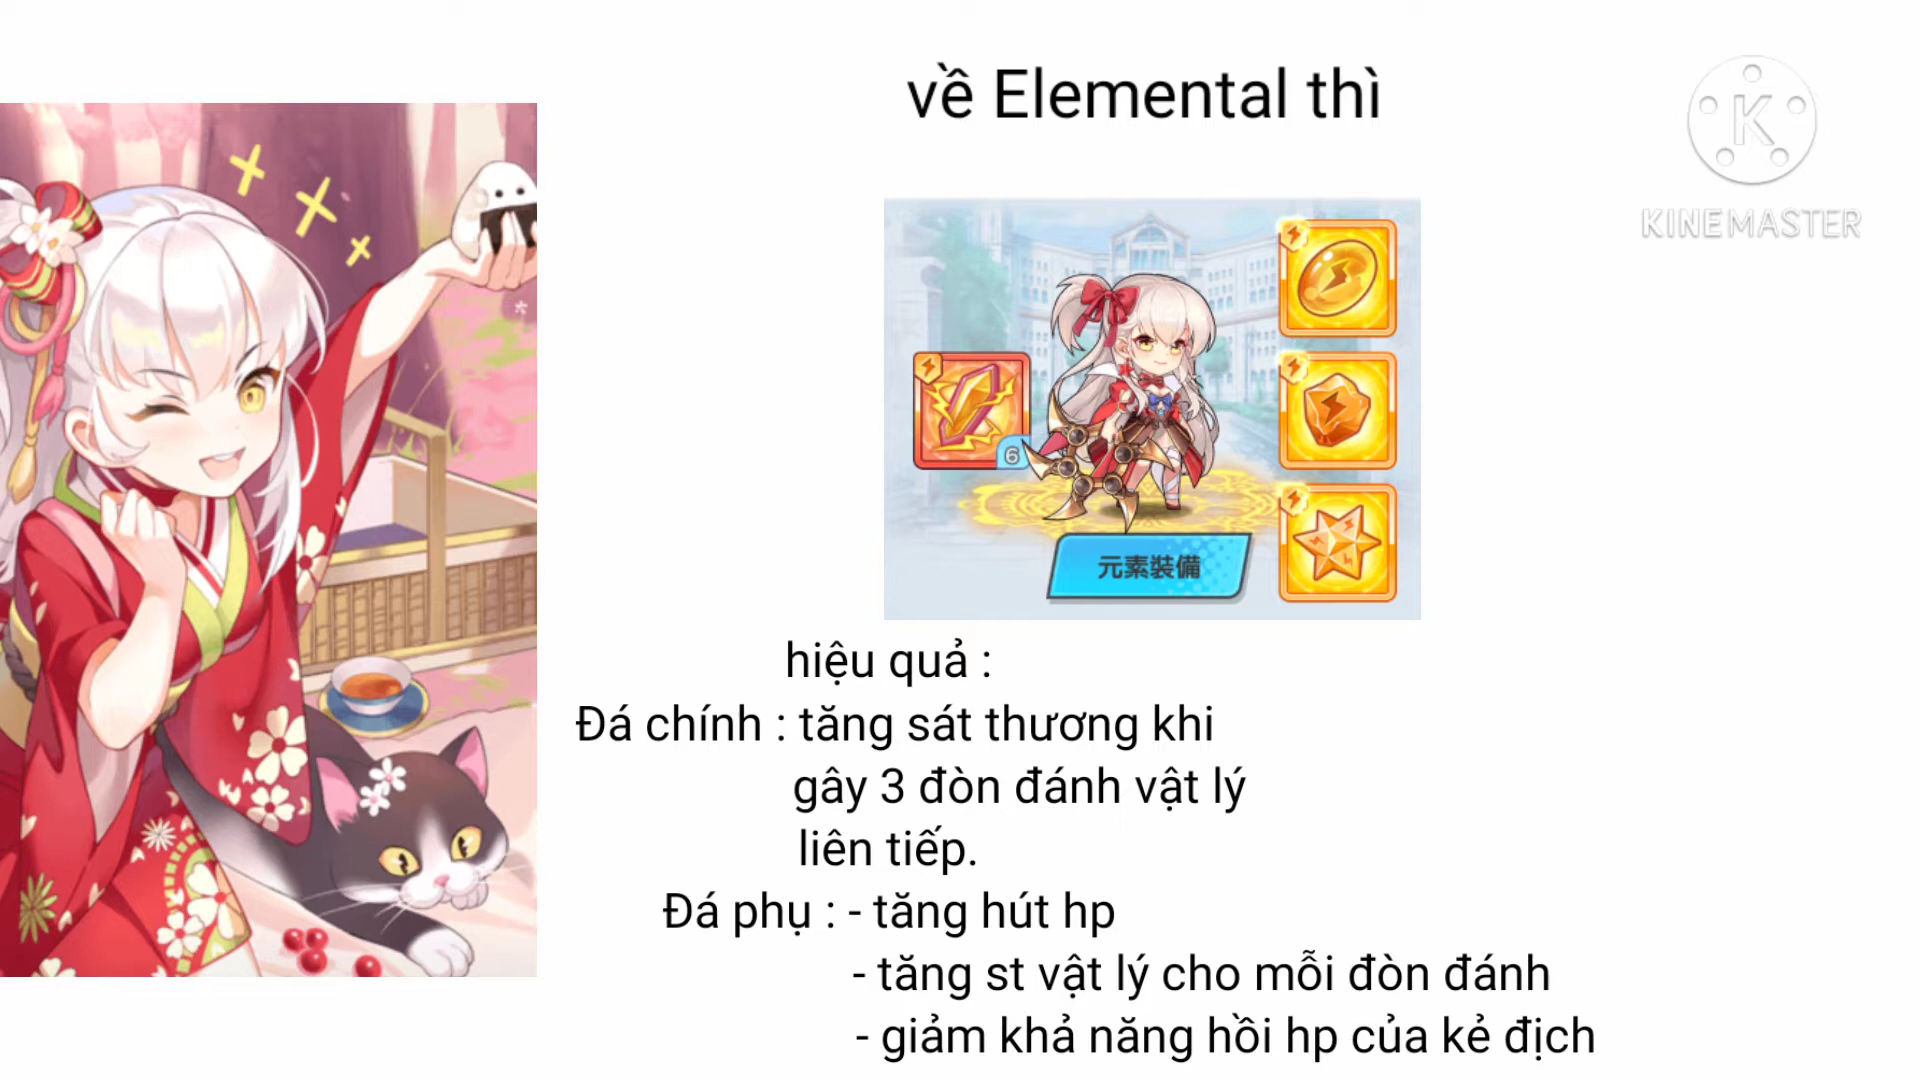 về Elemental thì
K
KINEMASTER
6
元素裝備
hiệu quả :
Đá chính : tăng sát thương khi
gây 3 đòn đánh vật lý
liên tiếp.
Đá phụ : - tăng hút hp
- tăng st vật lý cho mỗi đòn đánh
- giảm khả năng hồi hp của kẻ địch